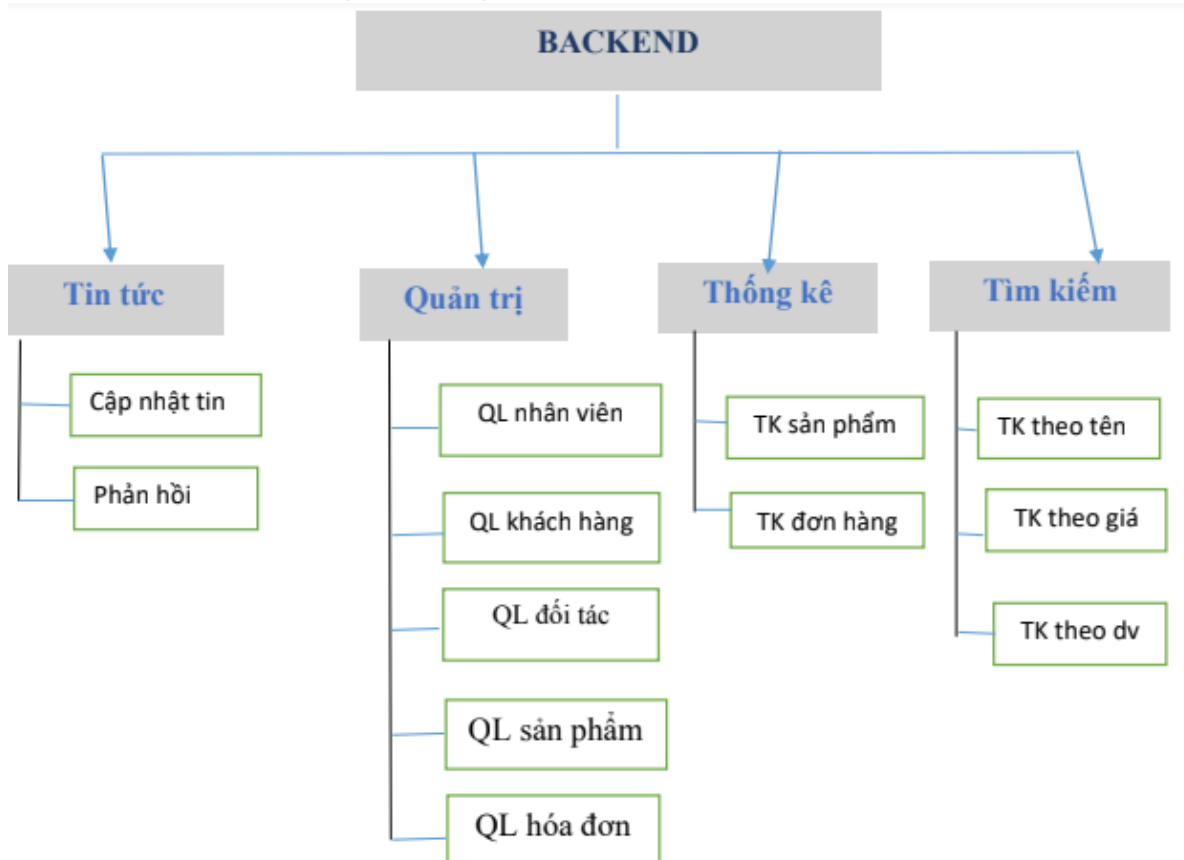 BACKEND
Tin tức
Quản trị
Thống kê
Tìm kiếm
Cập nhật tin
Phản hồi
QL nhân viên
QL khách hàng
QL đối tác
QL sản phẩm
QL hóa đơn
TK sản phẩm
TK đơn hàng
TK theo tên
TK theo giá
TK theo dv